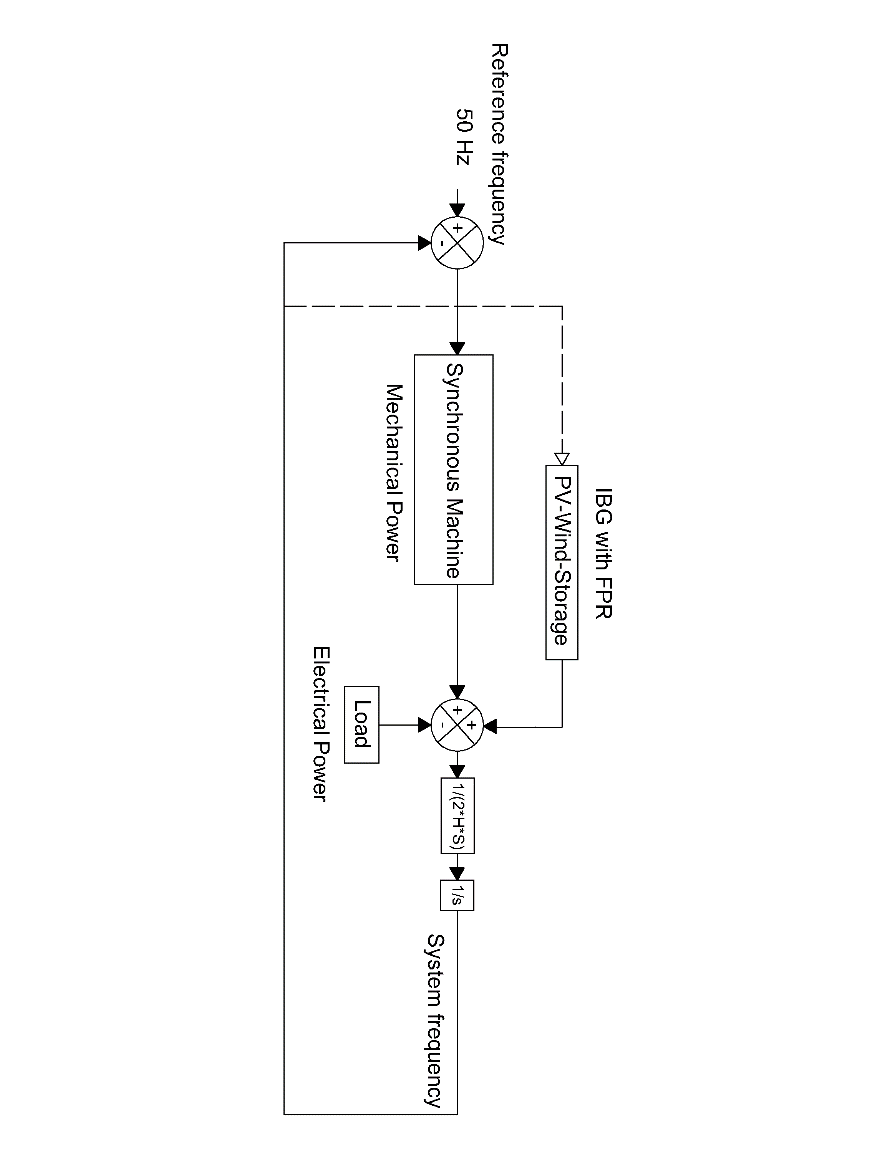 Reference frequency
50 Hz
+
-
IBG with FPR
PV-Wind-Storage
Synchronous Machine
Mechanical Power
+
+
-
Load
Electrical Power
1/(2*H*S)
1/s
System frequency